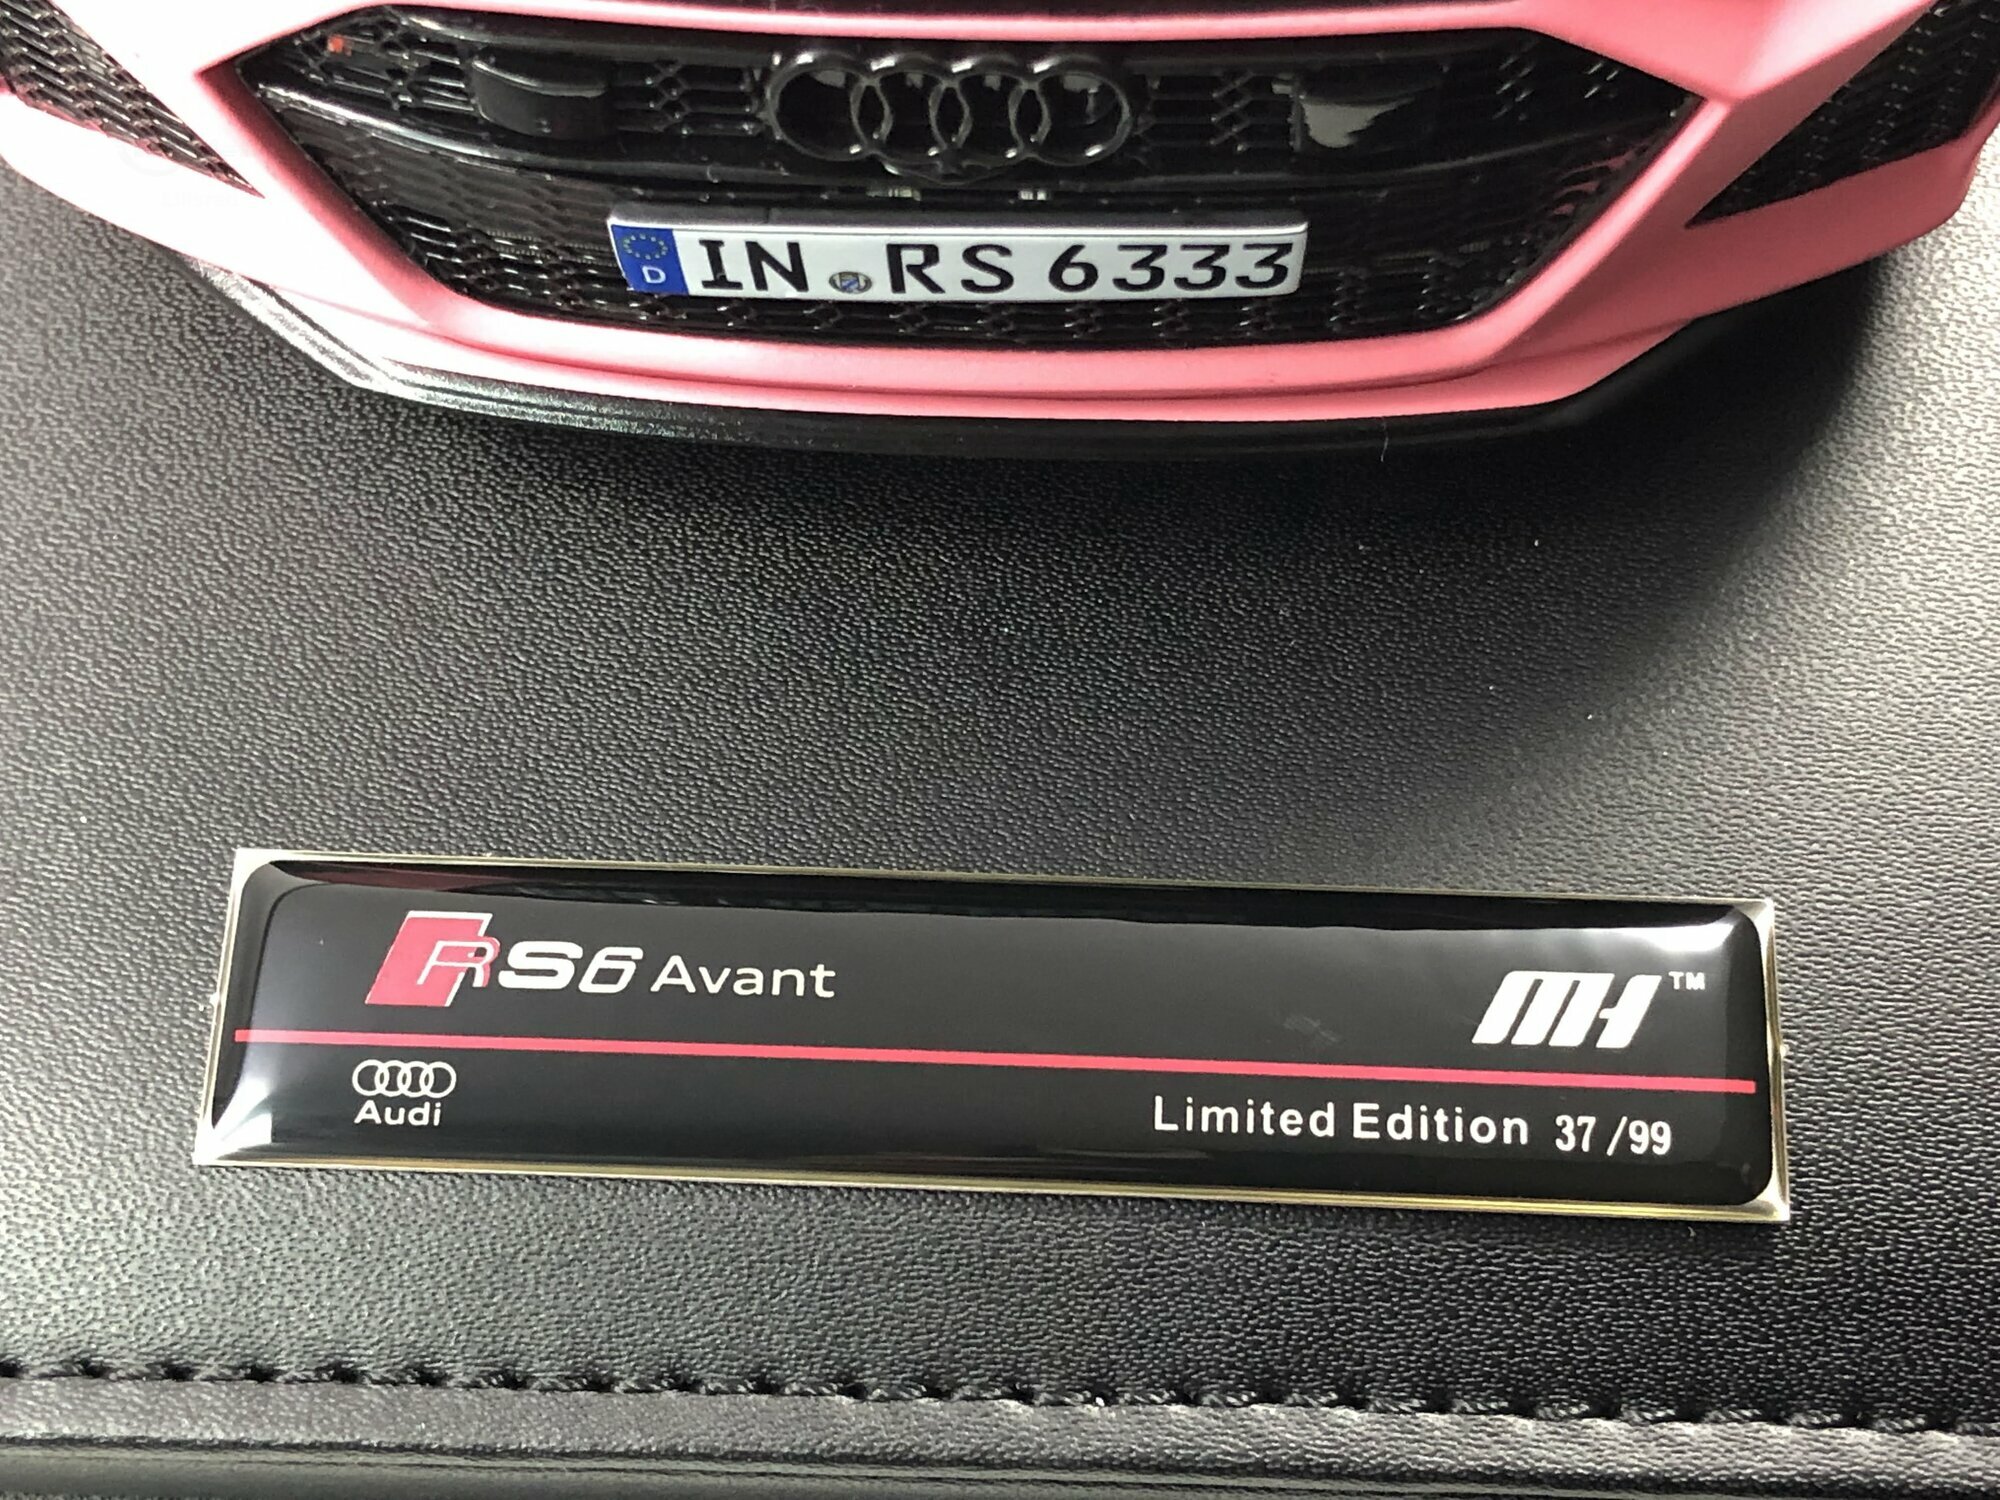 D IN RS 6333
RS6 Avant
MH™
Audi
Limited Edition 37/99